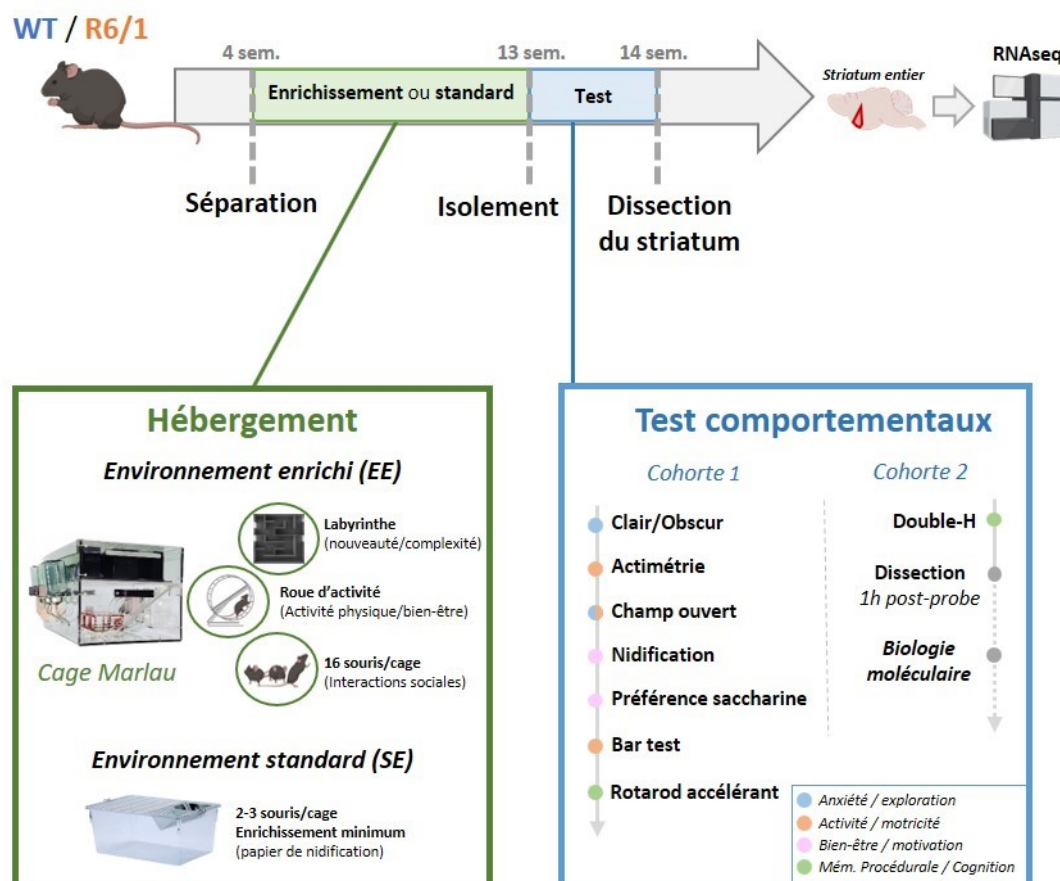 WT / R6/1
4 sem.
13 sem.
14 sem.
Enrichissement ou standard
Test
Striatum entier
RNAseq
Séparation
Isolement
Dissection
du striatum
Hébergement
Environnement enrichi (EE)
Labyrinthe
(nouveauté/complexité)
Roue d’activité
(Activité physique/bien-être)
16 souris/cage
(Interactions sociales)
Cage Marlau
Environnement standard (SE)
2-3 souris/cage
Enrichissement minimum
(papier de nidification)
Test comportementaux
Cohorte 1
Clair/Obscur
Actimétrie
Champ ouvert
Nidification
Préférence saccharine
Bar test
Rotarod accélérant
Cohorte 2
Double-H
Dissection
1h post-probe
Biologie
moléculaire
Anxiété / exploration
Activité / motricité
Bien-être / motivation
Mém. Procédurale / Cognition